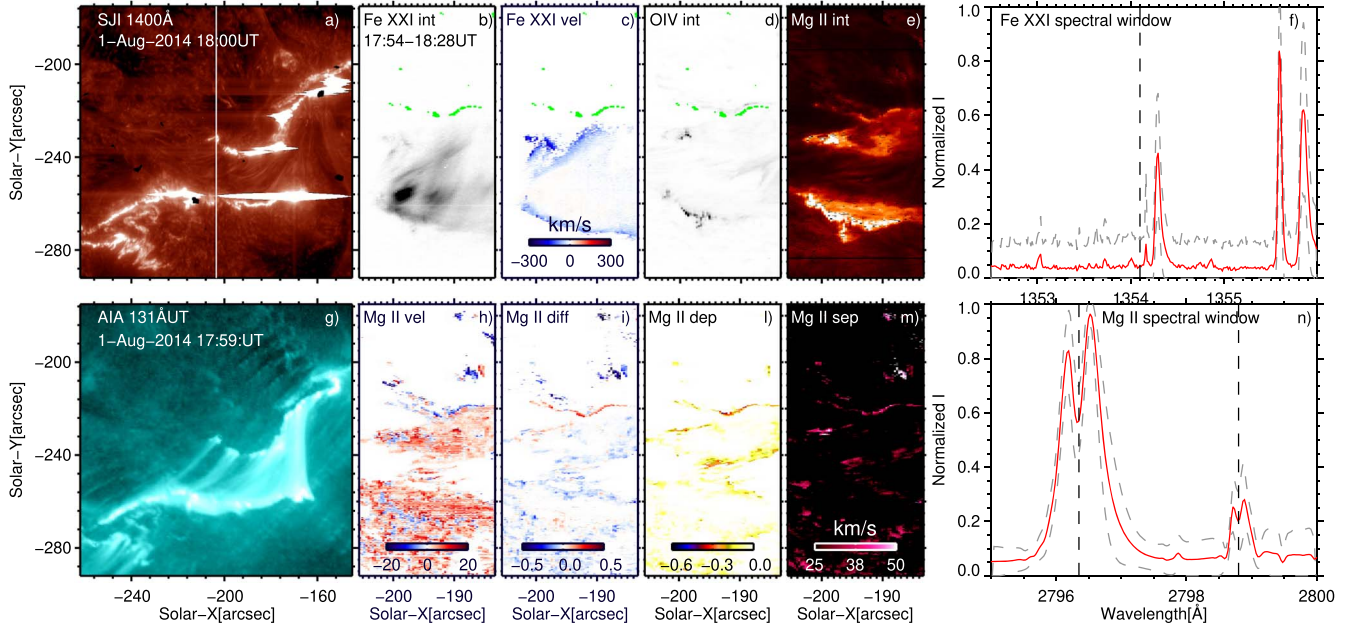 SJI 1400Å a)
1−Aug−2014 18:00UT
Fe XXI int b)
17:54−18:28UT
Fe XXI vel c)
OIV int d)
Mg II int e)
Fe XXI spectral window f)
Solar−Y[arcsec]
−200
−240
−280
km/s
−300 0 300
Normalized I
1.0
0.8
0.6
0.4
0.2
0.0
1353 1354 1355
AIA 131ÅUT g)
1−Aug−2014 17:59:UT
Mg II vel h)
Mg II diff i)
Mg II dep l)
Mg II sep m)
Mg II spectral window n)
Solar−Y[arcsec]
−200
−240
−280
−20 0 20
−0.5 0.0 0.5
−0.6 −0.3 0.0
km/s
25 38 50
Normalized I
1.0
0.8
0.6
0.4
0.2
0.0
−240 −200 −160
Solar−X[arcsec]
−200 −190
Solar−X[arcsec]
−200 −190
Solar−X[arcsec]
−200 −190
Solar−X[arcsec]
−200 −190
Solar−X[arcsec]
2796 2798 2800
Wavelength[Å]